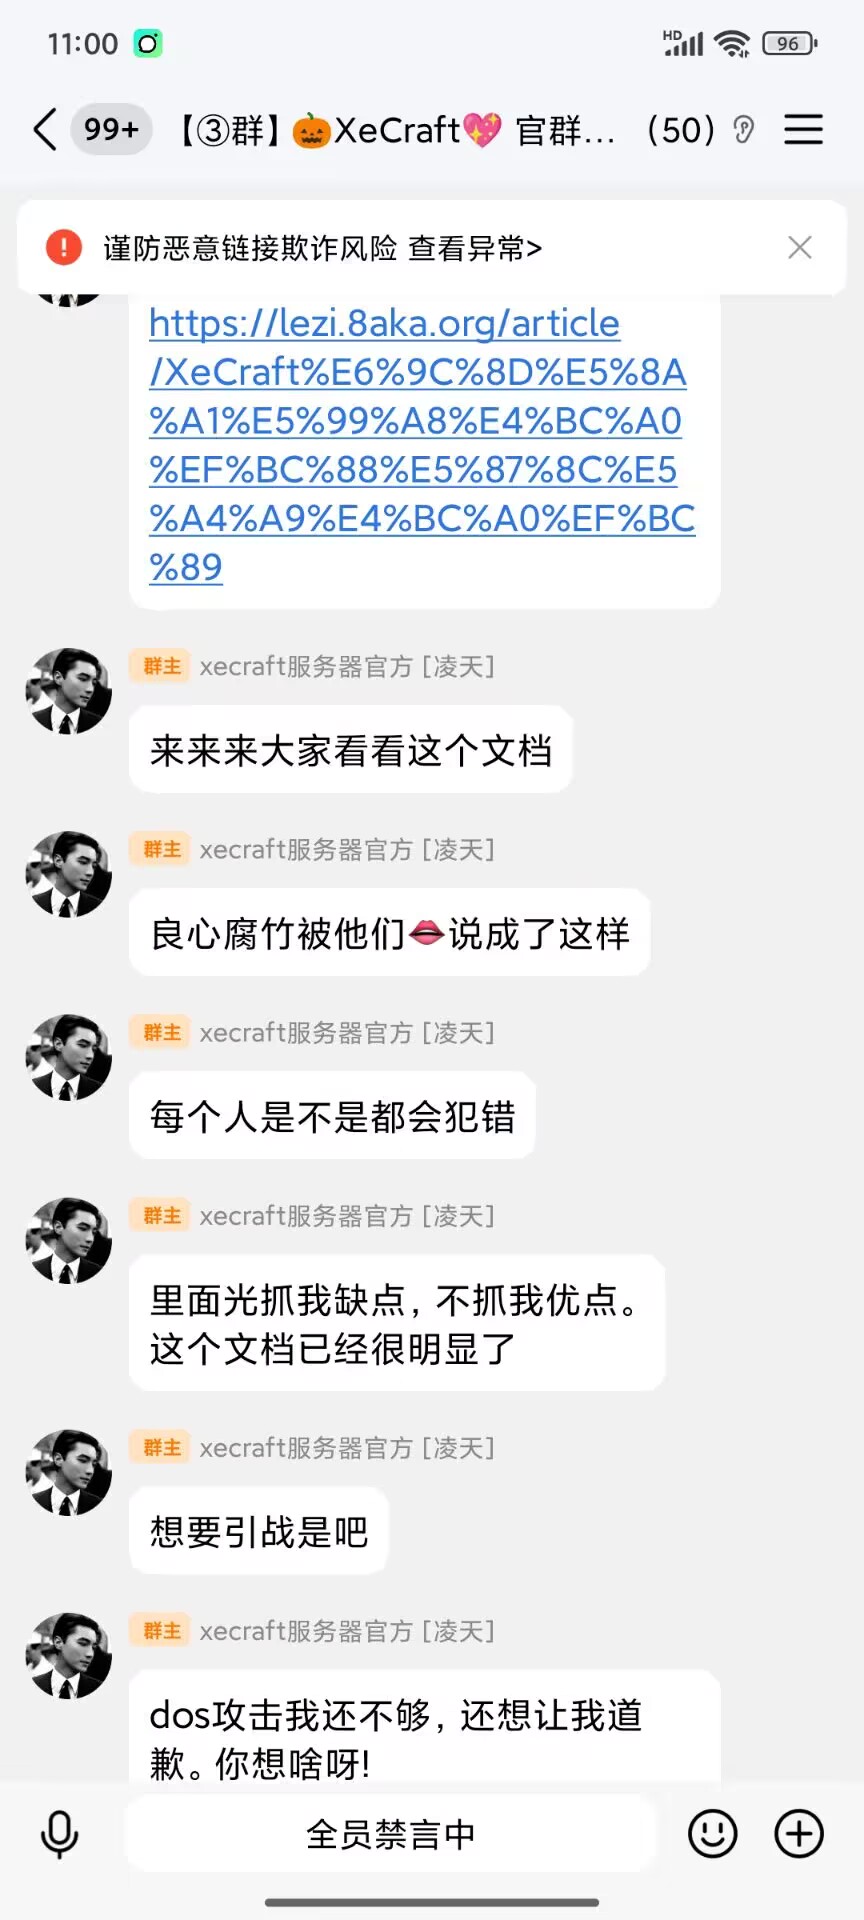 11:00
HD
96
99+
【③群】🎃XeCraft💖 官群... (50)
谨防恶意链接欺诈风险 查看异常>
https://lezi.8aka.org/article
/XeCraft%E6%9C%8D%E5%8A
%A1%E5%99%A8%E4%BC%A0
%EF%BC%88%E5%87%8C%E5
%A4%A9%E4%BC%A0%EF%BC
%89
群主 xecraft服务器官方 [凌天]
来来来大家看看这个文档
群主 xecraft服务器官方 [凌天]
良心腐竹被他们👄说成了这样
群主 xecraft服务器官方 [凌天]
每个人是不是都会犯错
群主 xecraft服务器官方 [凌天]
里面光抓我缺点，不抓我优点。
这个文档已经很明显了
群主 xecraft服务器官方 [凌天]
想要引战是吧
群主 xecraft服务器官方 [凌天]
dos攻击我还不够，还想让我道
歉。你想啥呀!
全员禁言中